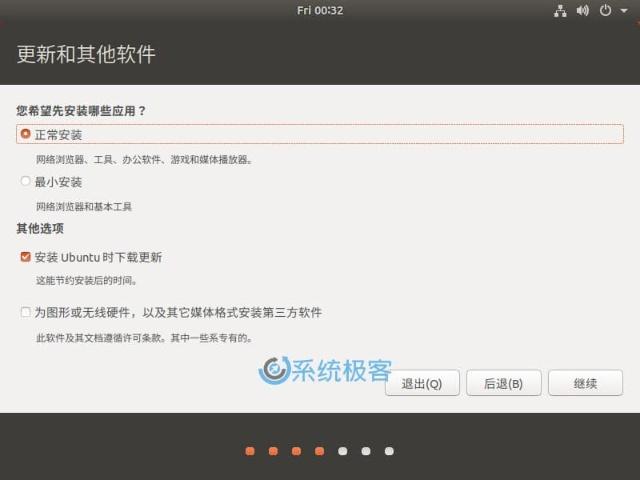 Fri 00:32
更新和其他软件
您希望先安装哪些应用？
正常安装
网络浏览器、工具、办公软件、游戏和媒体播放器。
最小安装
网络浏览器和基本工具
其他选项
安装 Ubuntu 时下载更新
这能节约安装后的时间。
为图形或无线硬件，以及其它媒体格式安装第三方软件
此软件及其文档遵循许可条款。其中一些系专有的。
系统极客
退出(Q)
后退(B)
继续